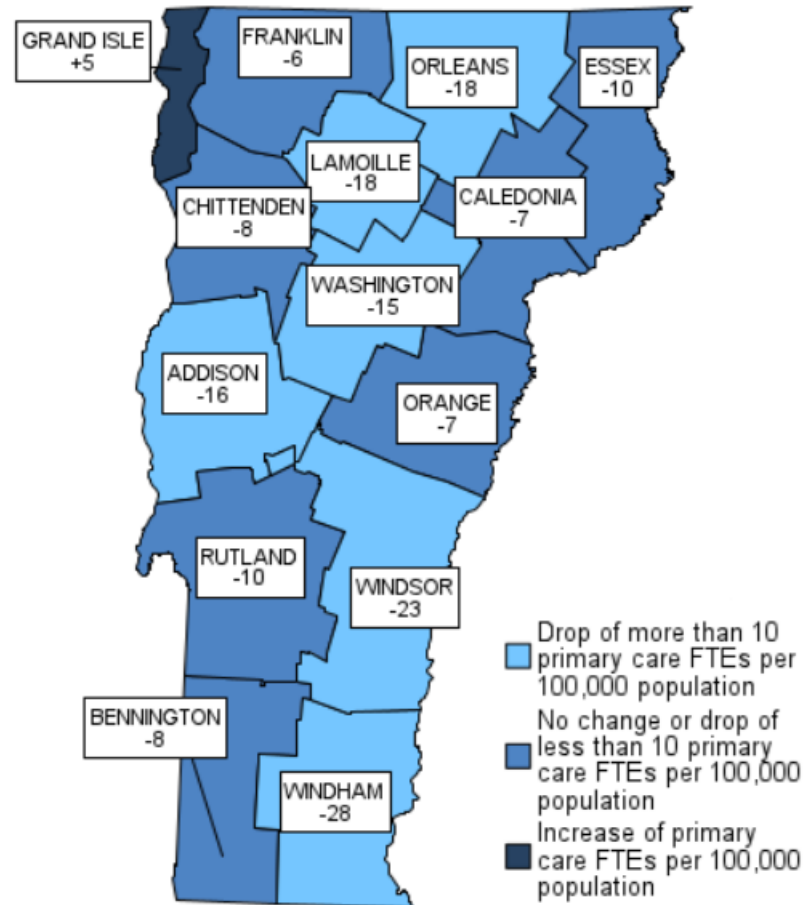 GRAND ISLE
+5
FRANKLIN
-6
ORLEANS
-18
ESSEX
-10
LAMOILLE
-18
CALEDONIA
-7
CHITTENDEN
-8
WASHINGTON
-15
ADDISON
-16
ORANGE
-7
RUTLAND
-10
WINDSOR
-23
BENNINGTON
-8
WINDHAM
-28
Drop of more than 10
primary care FTEs per
100,000 population
No change or drop of
less than 10 primary
care FTEs per 100,000
population
Increase of primary
care FTEs per 100,000
population